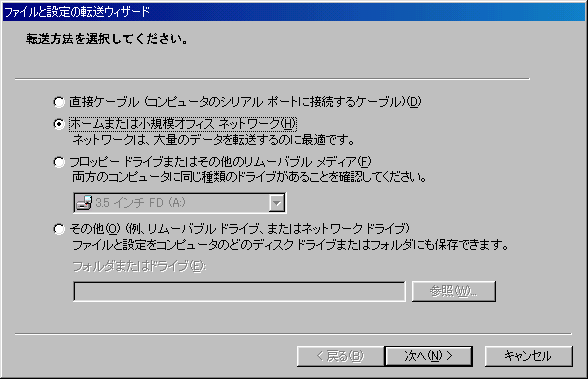 ファイルと設定の転送ウィザード
転送方法を選択してください。
直接ケーブル (コンピュータのシリアル ポートに接続するケーブル)(D)
ホームまたは小規模オフィス ネットワーク(H)
ネットワークは、大量のデータを転送するのに最適です。
フロッピー ドライブまたはその他のリムーバブル メディア(F)
両方のコンピュータに同じ種類のドライブがあることを確認してください。
3.5 インチ FD (A:)
その他(O) (例、リムーバブル ドライブ、またはネットワーク ドライブ)
ファイルと設定をコンピュータのどのディスク ドライブまたはフォルダにも保存できます。
フォルダまたはドライブ(E):
参照(W)...
< 戻る(B) 次へ(N) > キャンセル